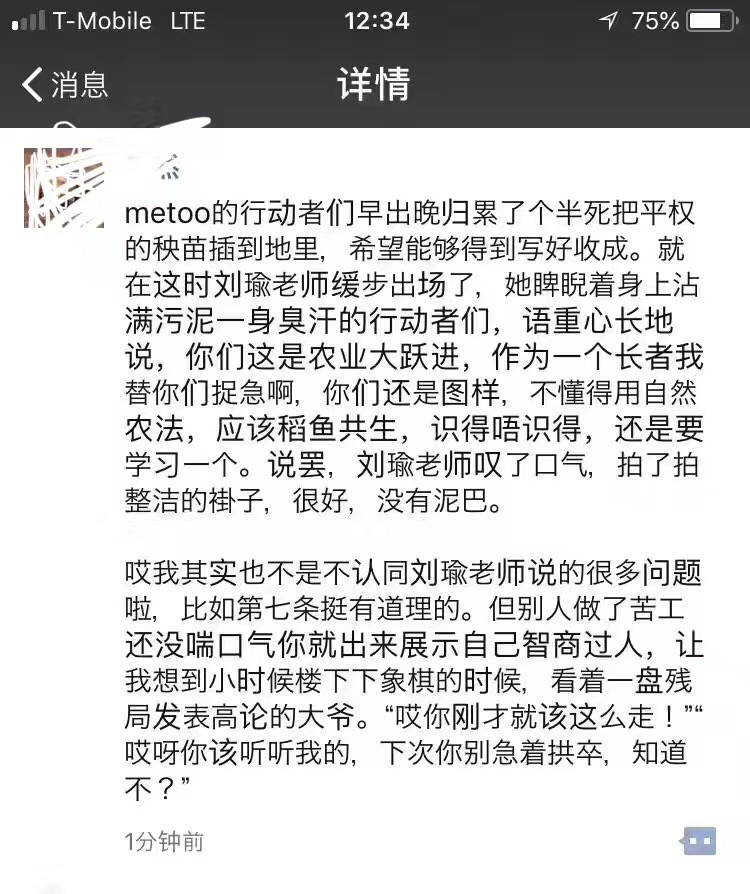 T-Mobile LTE 12:34 75%
消息 详情
metoo的行动者们早出晚归累了个半死把平权
的秧苗插到地里，希望能够得到写好收成。就
在这时刘瑜老师缓步出场了，她睥睨着身上沾
满污泥一身臭汗的行动者们，语重心长地
说，你们这是农业大跃进，作为一个长者我
替你们捉急啊，你们还是图样，不懂得用自然
农法，应该稻鱼共生，识得唔识得，还是要
学习一个。说罢，刘瑜老师叹了口气，拍了拍
整洁的褂子，很好，没有泥巴。
哎我其实也不是不认同刘瑜老师说的很多问题
啦，比如第七条挺有道理的。但别人做了苦工
还没喘口气你就出来展示自己智商过人，让
我想到小时候楼下下象棋的时候，看着一盘残
局发表高论的大爷。“哎你刚才就该这么走！”“
哎呀你该听听我的，下次你别急着拱卒，知道
不？”
1分钟前